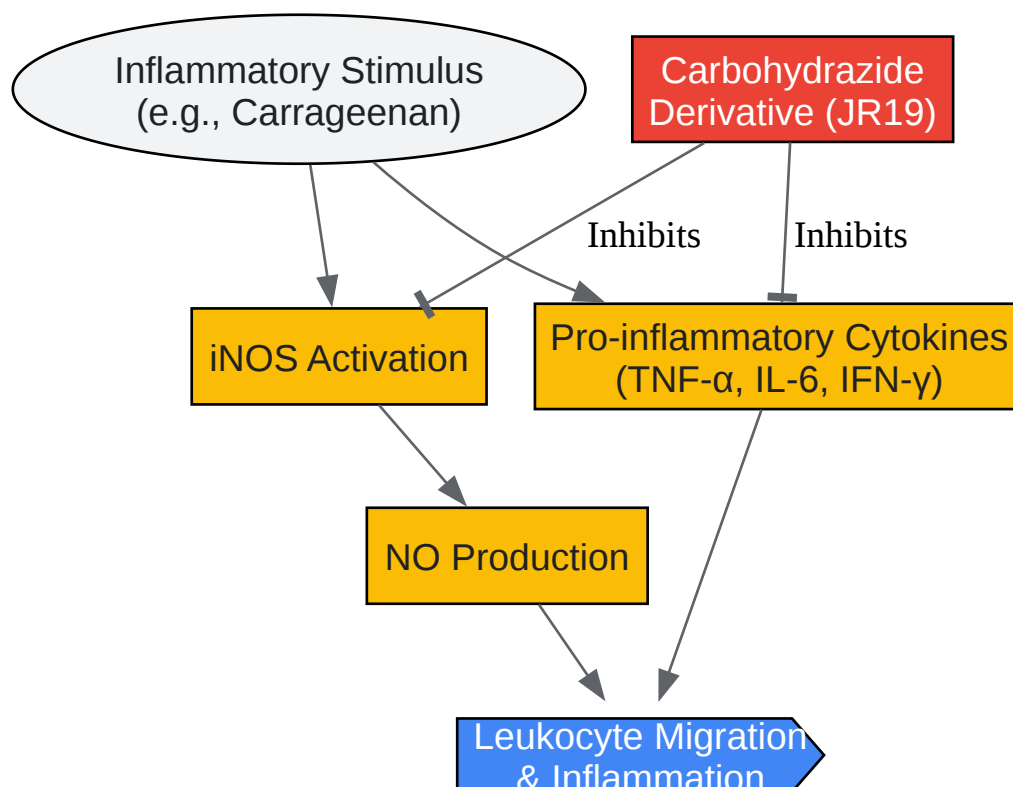 Inflammatory Stimulus
(e.g., Carrageenan)
Carbohydrazide
Derivative (JR19)
Inhibits
Inhibits
iNOS Activation
Pro-inflammatory Cytokines
(TNF-α, IL-6, IFN-γ)
NO Production
Leukocyte Migration
& Inflammation